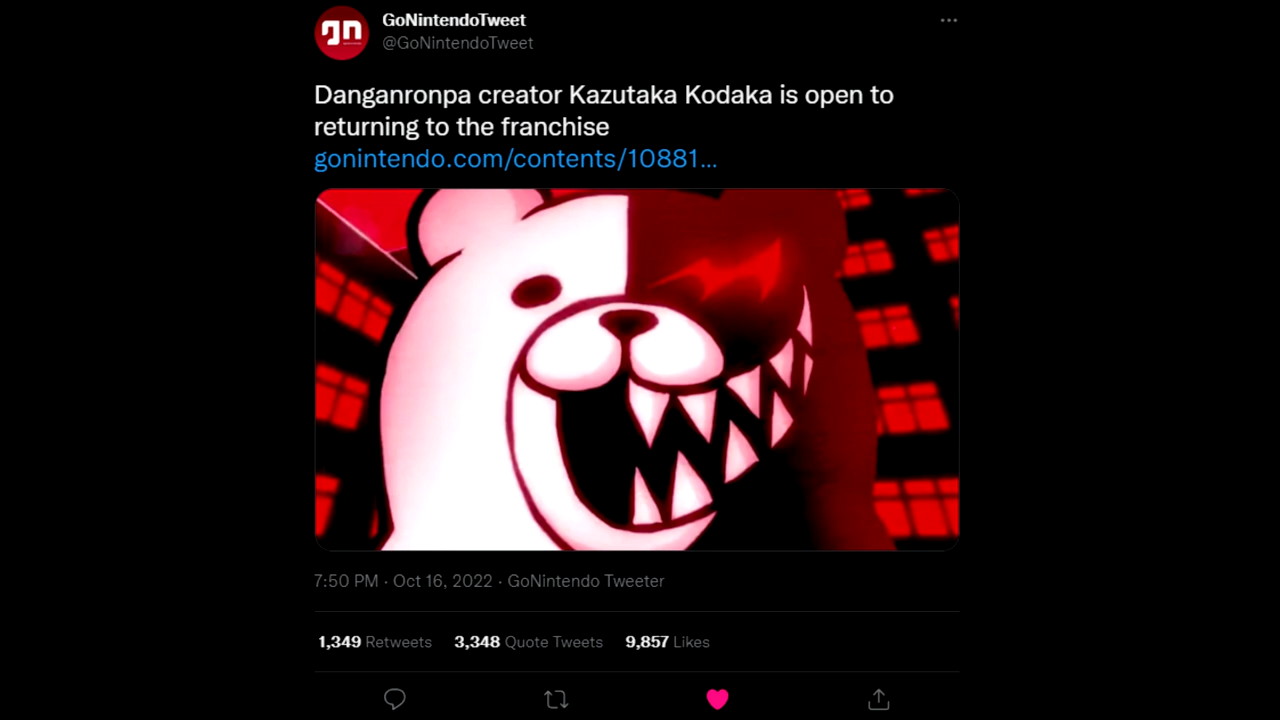 gn
GoNintendoTweet
@GoNintendoTweet
Danganronpa creator Kazutaka Kodaka is open to
returning to the franchise
gonintendo.com/contents/10881...
7:50 PM · Oct 16, 2022 · GoNintendo Tweeter
1,349 Retweets 3,348 Quote Tweets 9,857 Likes